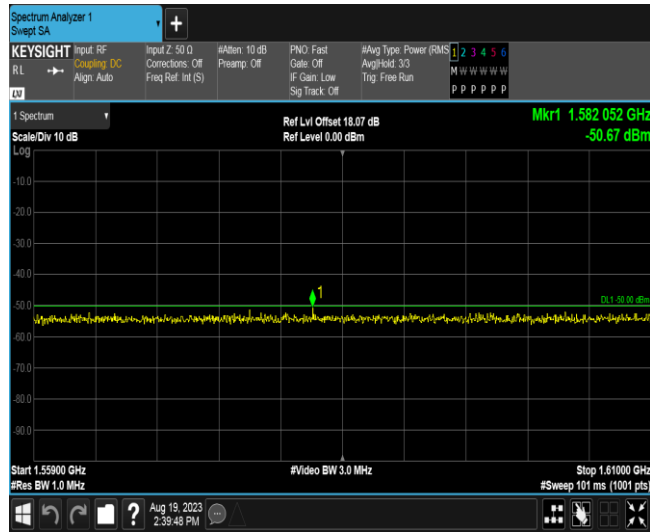 Spectrum Analyzer 1
Swept SA
+
KEYSIGHT
RL
LXI
Input: RF
Coupling: DC
Align: Auto
Input Z: 50 Ω
Corrections: Off
Freq Ref: Int (S)
#Atten: 10 dB
Preamp: Off
PNO: Fast
Gate: Off
IF Gain: Low
Sig Track: Off
#Avg Type: Power (RMS
Avg|Hold: 3/3
Trig: Free Run
1 2 3 4 5 6
M W W W W W
P P P P P P
1 Spectrum
Scale/Div 10 dB
Log
Ref Lvl Offset 18.07 dB
Ref Level 0.00 dBm
Mkr1 1.582 052 GHz
-50.67 dBm
-10.0
-20.0
-30.0
-40.0
1
DL1 -50.00 dBm
-50.0
-60.0
-70.0
-80.0
-90.0
Start 1.55900 GHz
#Video BW 3.0 MHz
Stop 1.61000 GHz
#Res BW 1.0 MHz
#Sweep 101 ms (1001 pts)
?
Aug 19, 2023
2:39:48 PM